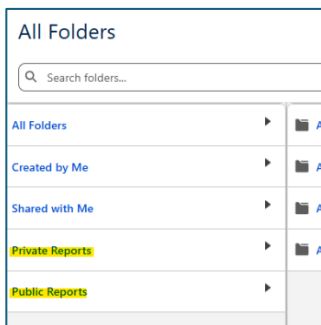 All Folders
Search folders...
All Folders
A
Created by Me
A
Shared with Me
A
Private Reports
A
Public Reports